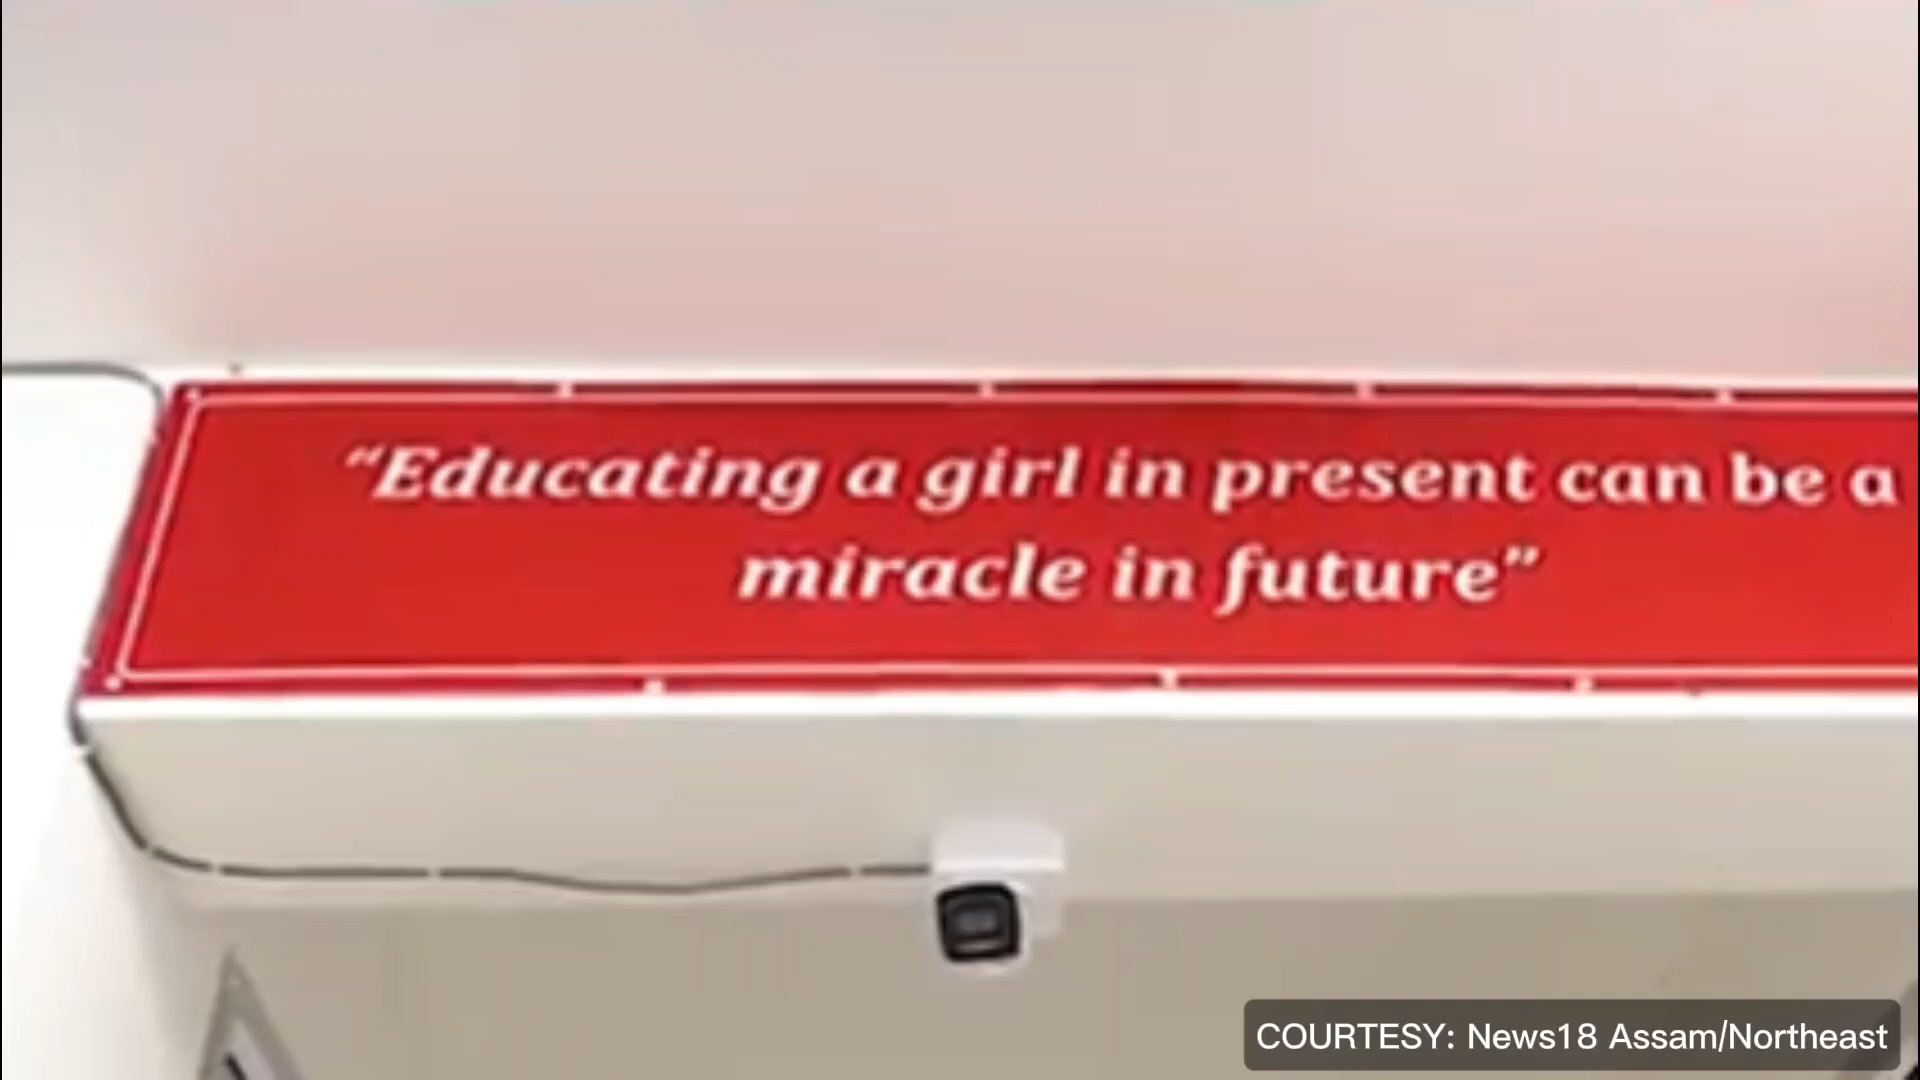 “Educating a girl in present can be a
miracle in future”
COURTESY: News18 Assam/Northeast